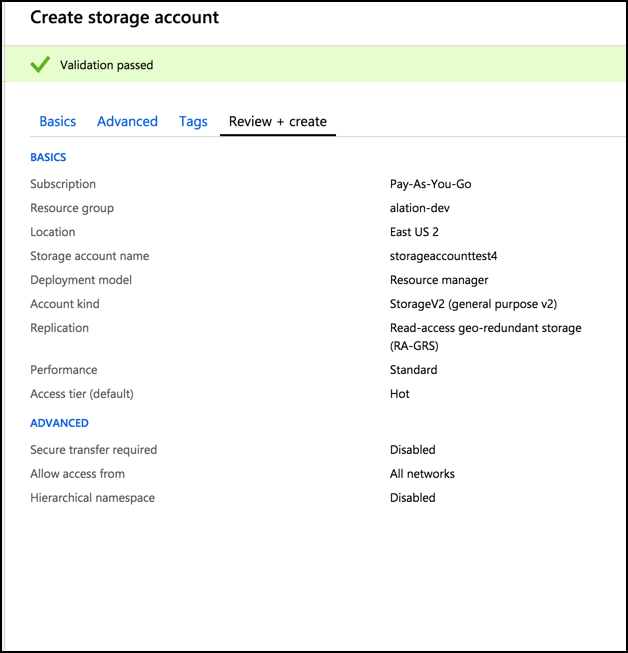 Create storage account
Validation passed
Basics Advanced Tags Review + create
BASICS
Subscription Pay-As-You-Go
Resource group alation-dev
Location East US 2
Storage account name storageaccounttest4
Deployment model Resource manager
Account kind StorageV2 (general purpose v2)
Replication Read-access geo-redundant storage
(RA-GRS)
Performance Standard
Access tier (default) Hot
ADVANCED
Secure transfer required Disabled
Allow access from All networks
Hierarchical namespace Disabled